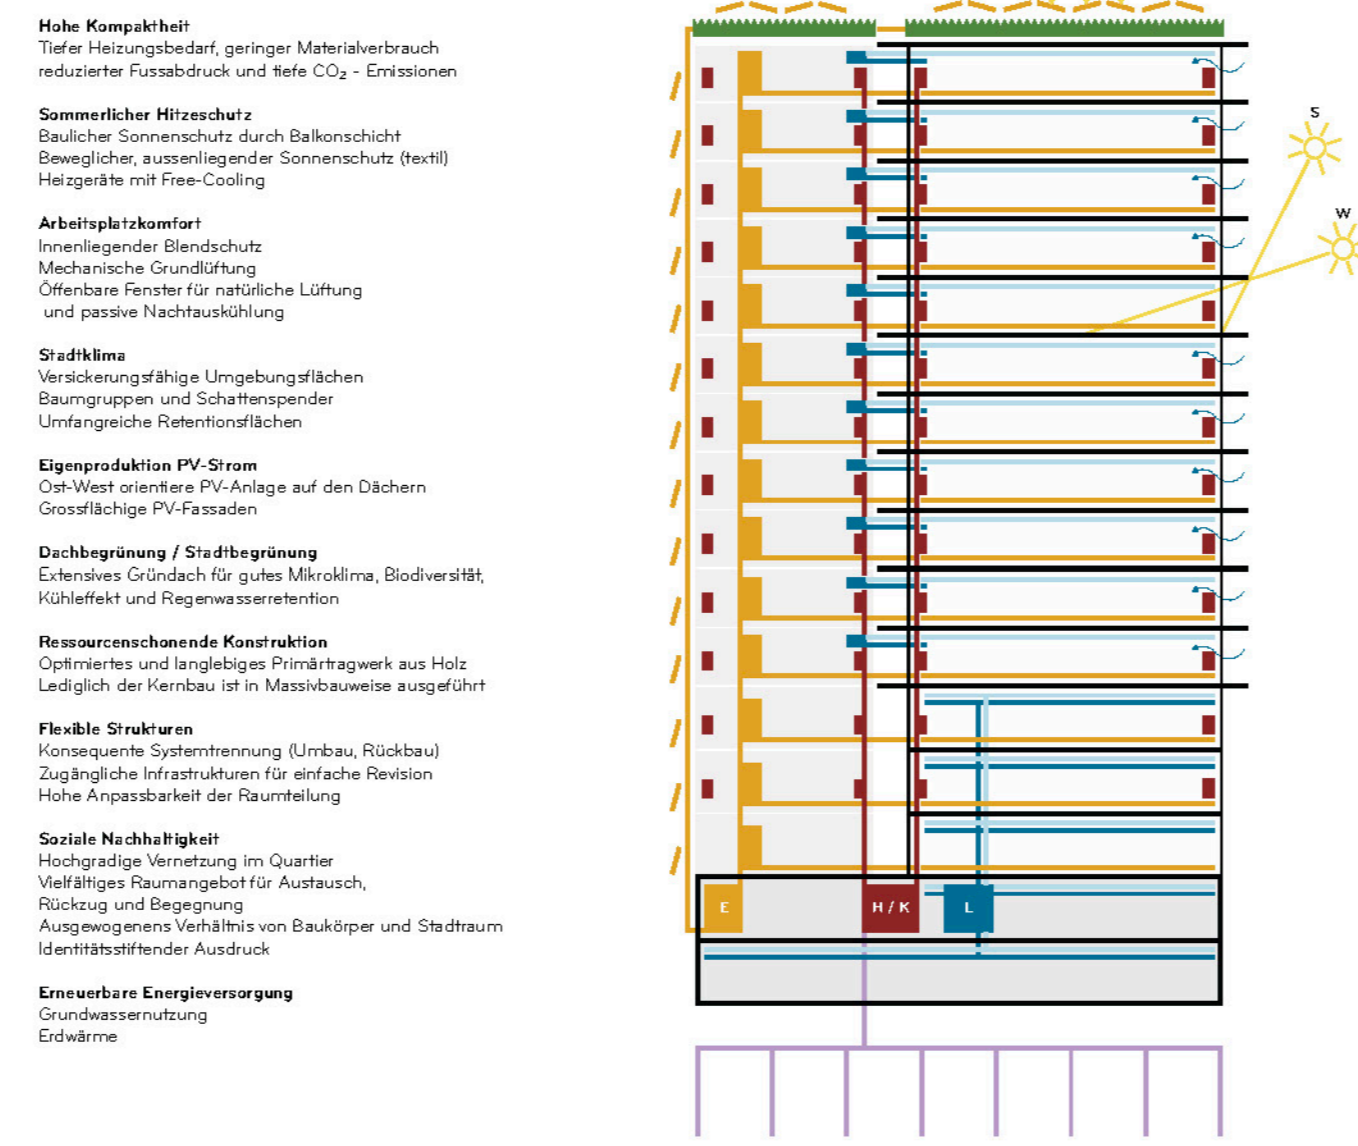 Hohe Kompaktheit
Tiefer Heizungsbedarf, geringer Materialverbrauch
reduzierter Fussabdruck und tiefe CO₂ - Emissionen
Sommerlicher Hitzeschutz
Baulicher Sonnenschutz durch Balkonschicht
Beweglicher, aussenliegender Sonnenschutz (textil)
Heizgeräte mit Free-Cooling
Arbeitsplatzkomfort
Innenliegender Blendschutz
Mechanische Grundlüftung
Öffenbare Fenster für natürliche Lüftung
und passive Nachtauskühlung
Stadtklima
Versickerungsfähige Umgebungsflächen
Baumgruppen und Schattenspender
Umfangreiche Retentionsflächen
Eigenproduktion PV-Strom
Ost-West orientiere PV-Anlage auf den Dächern
Grossflächige PV-Fassaden
Dachbegrünung / Stadtbegrünung
Extensives Gründach für gutes Mikroklima, Biodiversität,
Kühleffekt und Regenwasserretention
Ressourcenschonende Konstruktion
Optimiertes und langlebiges Primärtragwerk aus Holz
Lediglich der Kernbau ist in Massivbauweise ausgeführt
Flexible Strukturen
Konsequente Systemtrennung (Umbau, Rückbau)
Zugängliche Infrastrukturen für einfache Revision
Hohe Anpassbarkeit der Raumteilung
Soziale Nachhaltigkeit
Hochgradige Vernetzung im Quartier
Vielfältiges Raumangebot für Austausch,
Rückzug und Begegnung
Ausgewogenens Verhältnis von Baukörper und Stadtraum
Identitätsstiftender Ausdruck
Erneuerbare Energieversorgung
Grundwassernutzung
Erdwärme
S
W
E
H / K
L